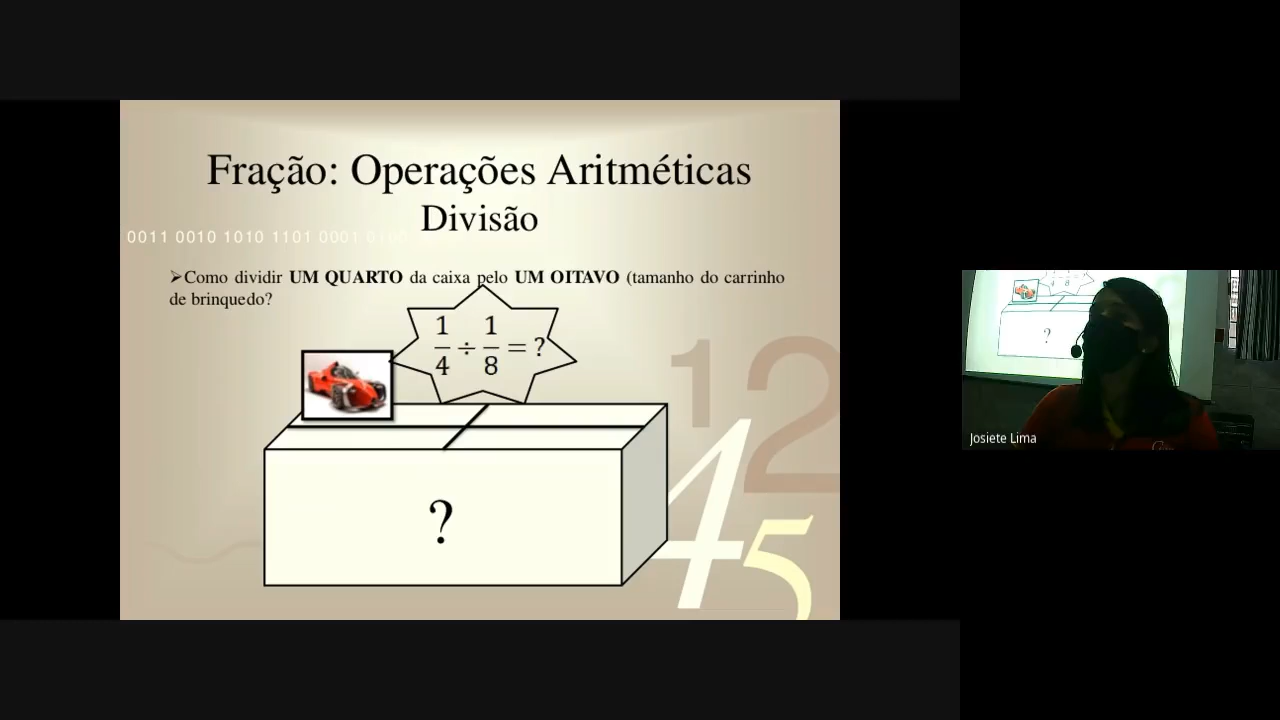 Fração: Operações Aritméticas
Divisão
0011 0010 1010 1101 0001
➢Como dividir UM QUARTO da caixa pelo UM OITAVO (tamanho do carrinho
de brinquedo?
1/4 ÷ 1/8 = ?
?
12
45
?
Josiete Lima